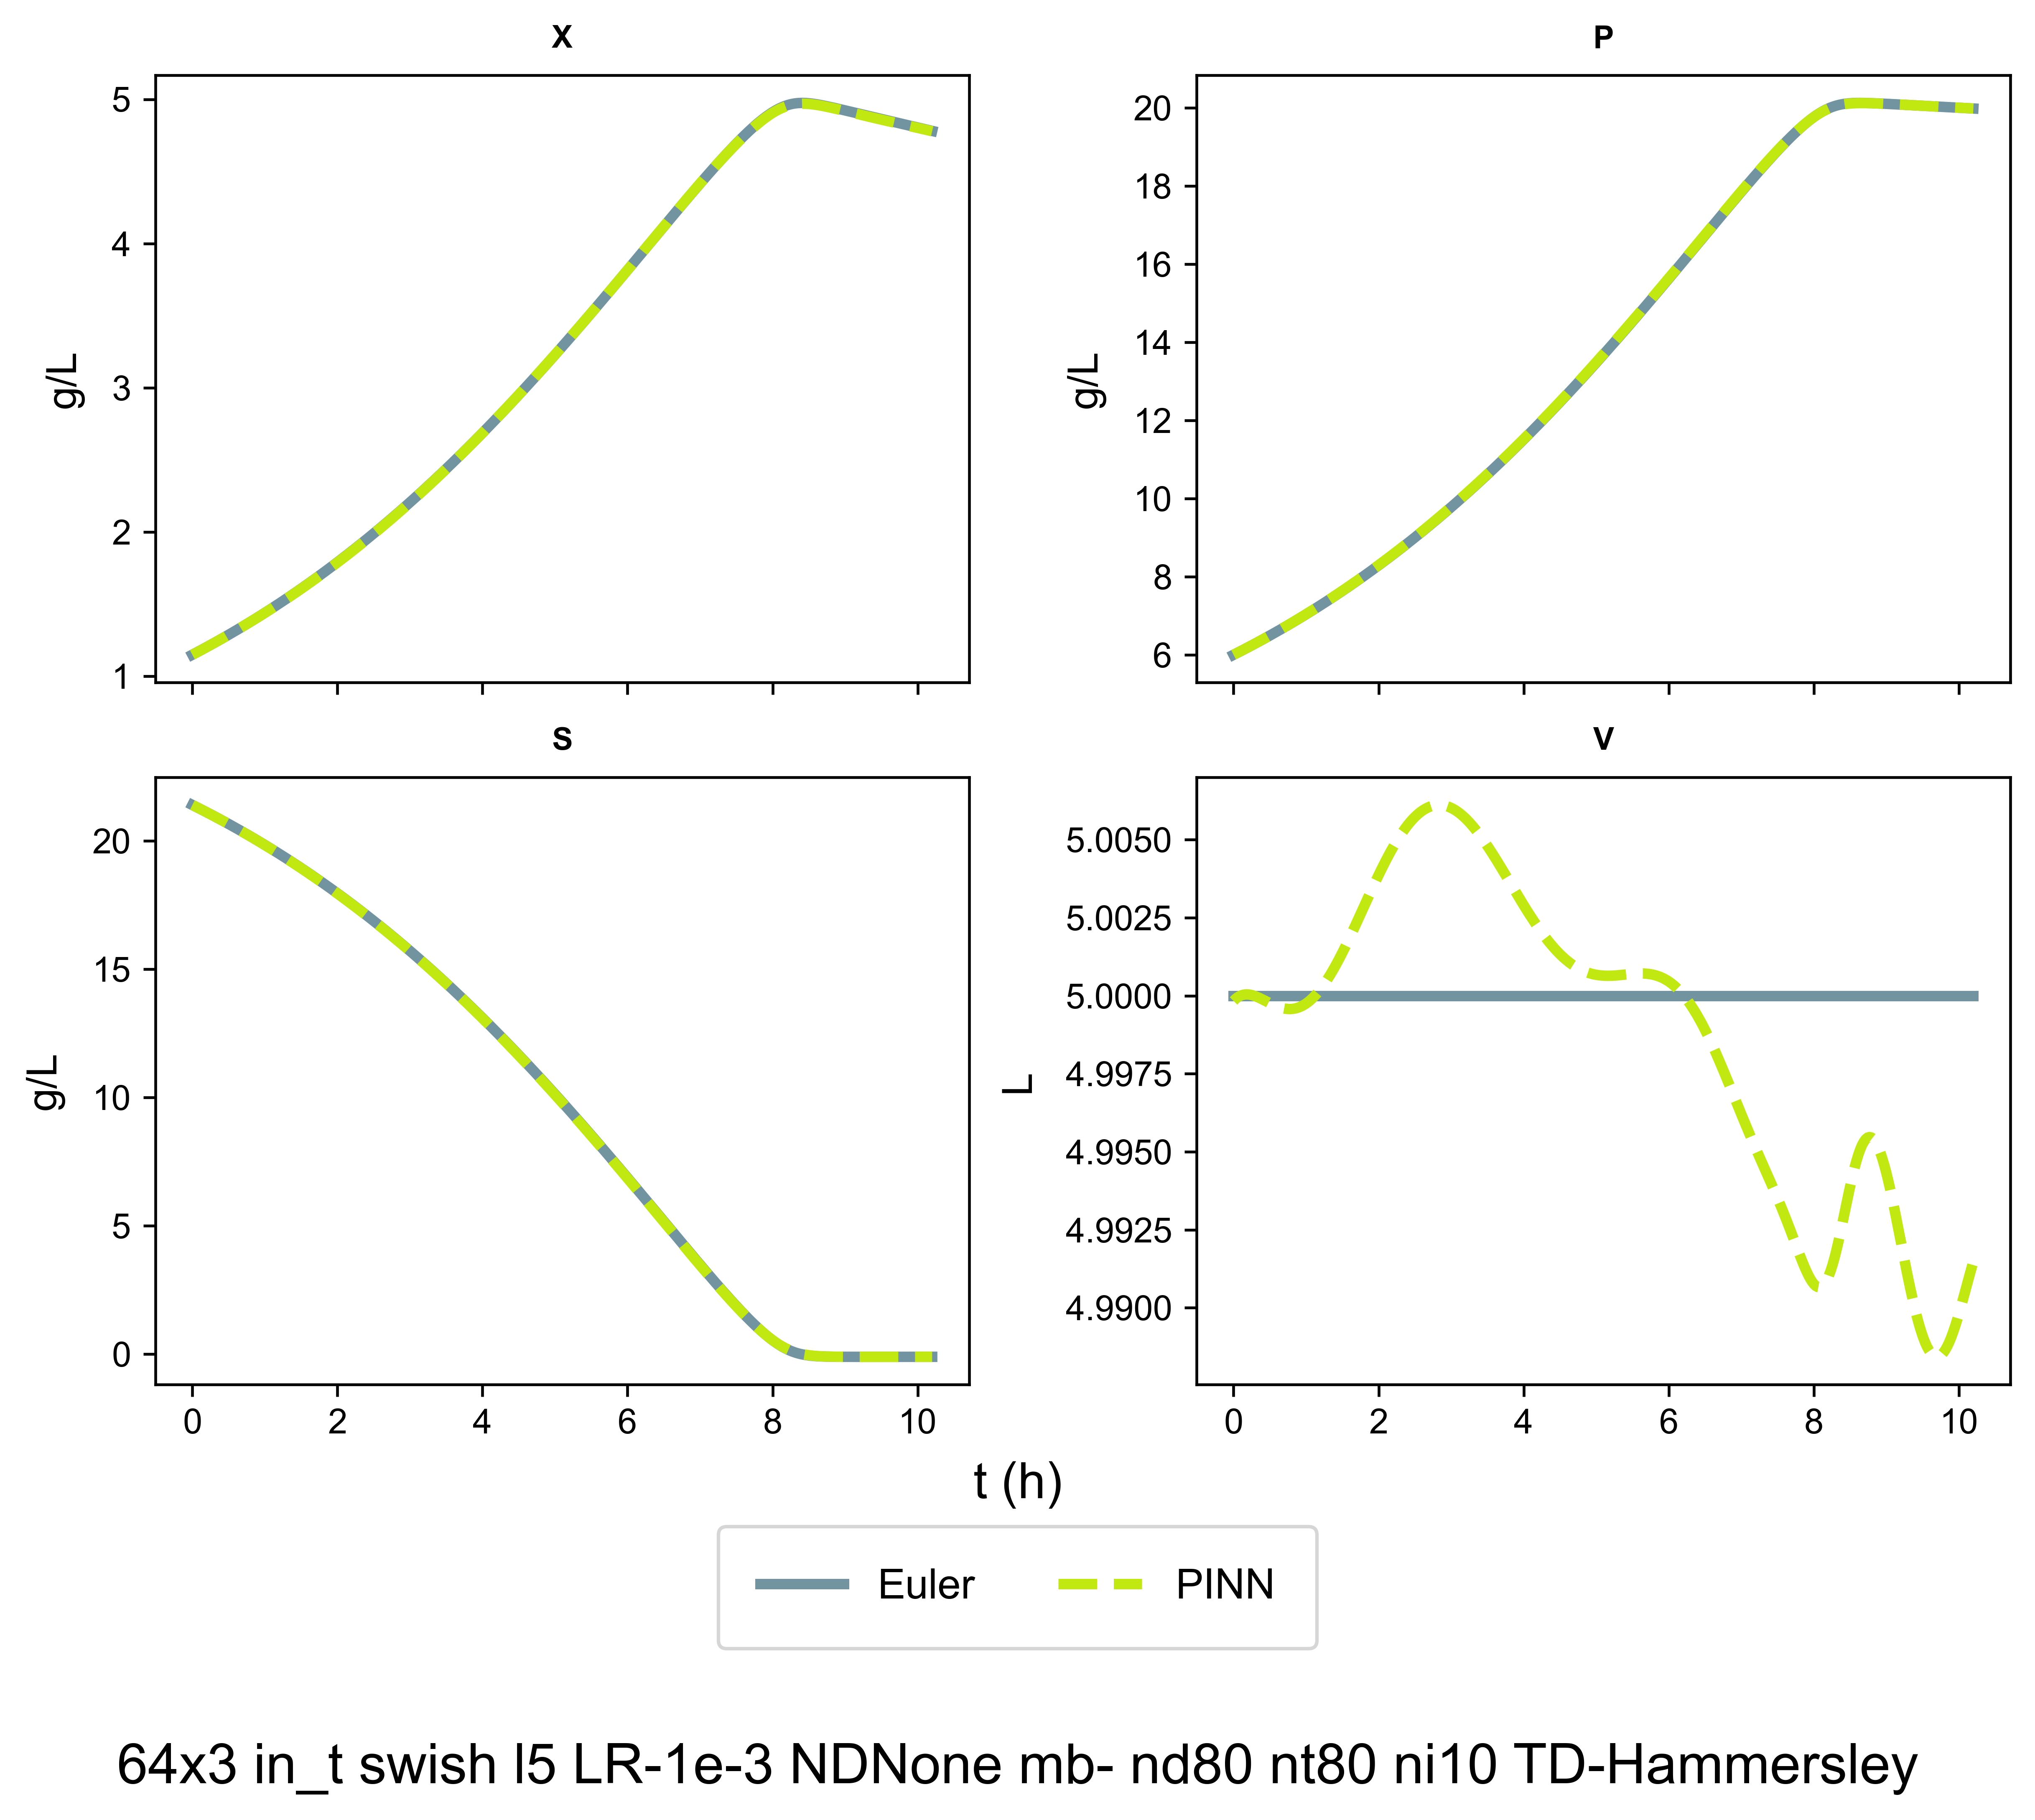 X
P
5
4
3
2
1
g/L
20
18
16
14
12
10
8
6
g/L
S
V
20
15
10
5
0
g/L
5.0050
5.0025
5.0000
4.9975
4.9950
4.9925
4.9900
L
0 2 4 6 8 10
0 2 4 6 8 10
t (h)
Euler PINN
64x3 in_t swish l5 LR-1e-3 NDNone mb- nd80 nt80 ni10 TD-Hammersley